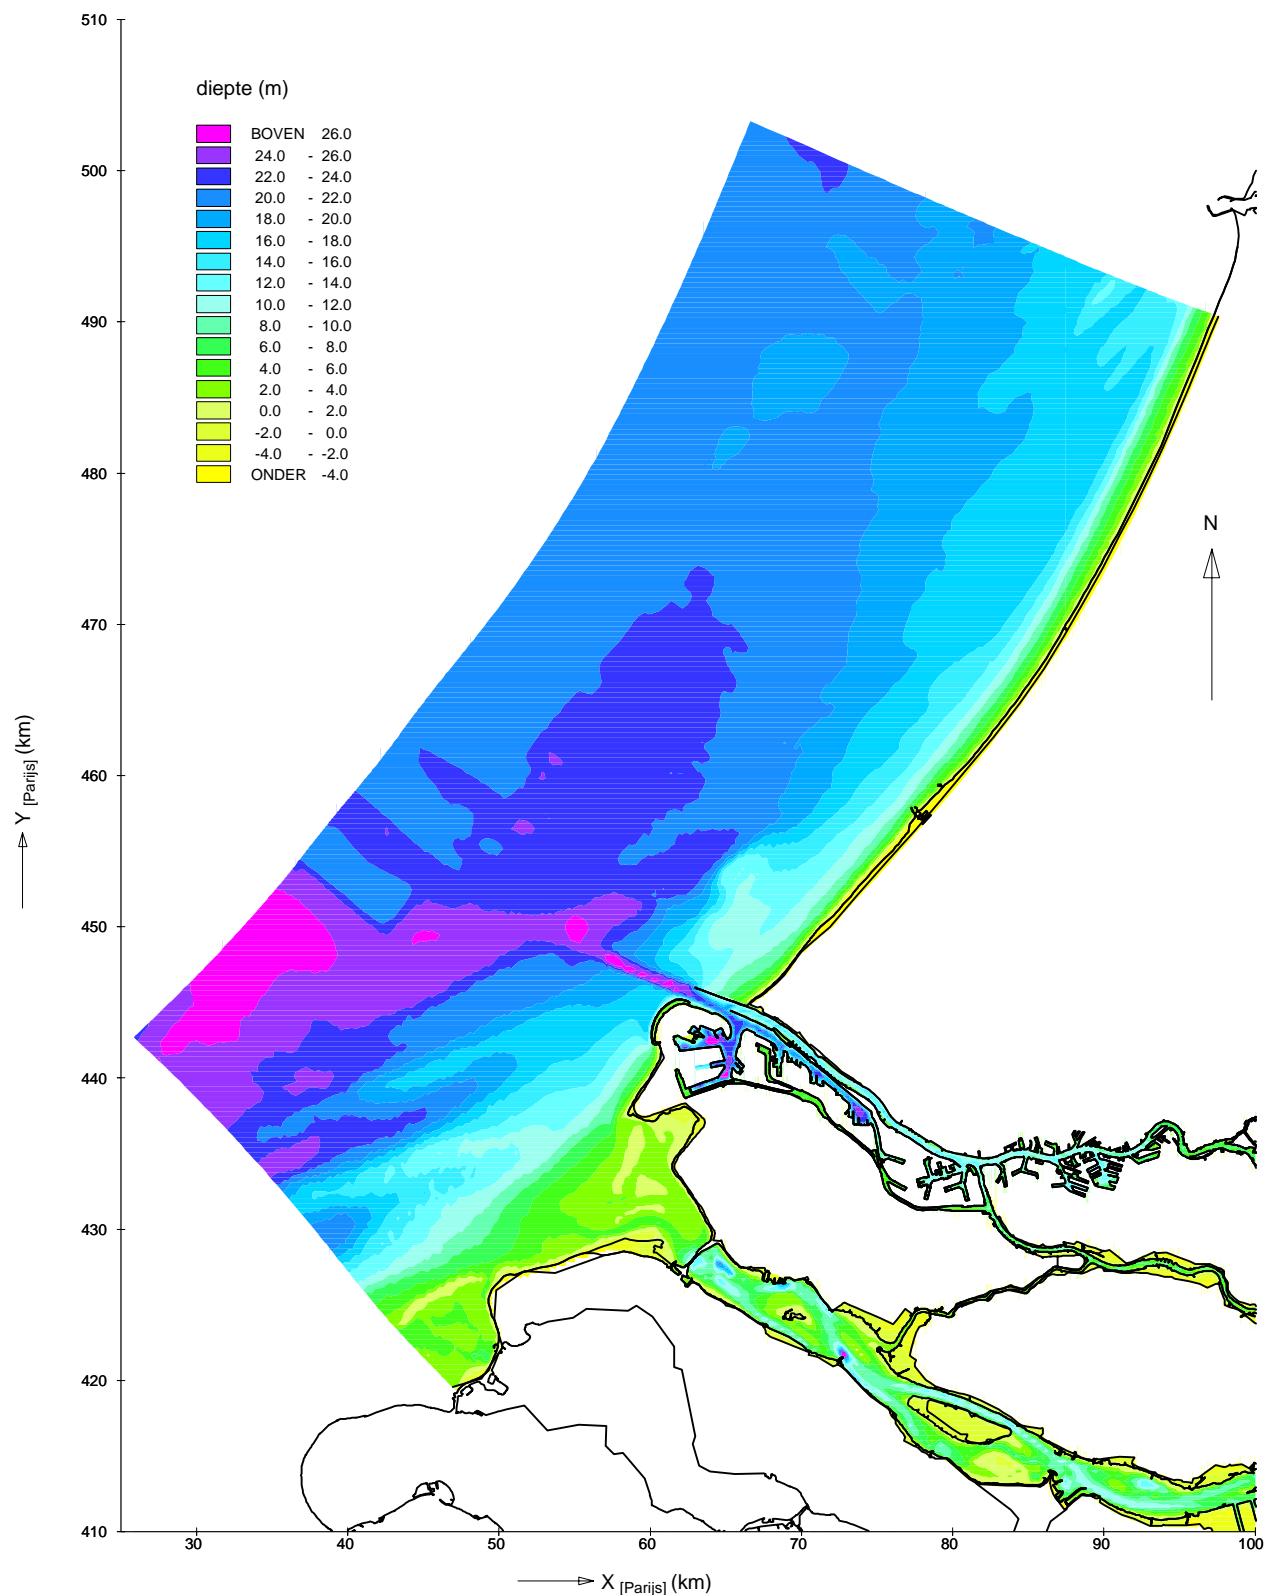 510
diepte (m)
BOVEN 26.0
24.0 - 26.0
22.0 - 24.0
20.0 - 22.0
18.0 - 20.0
16.0 - 18.0
14.0 - 16.0
12.0 - 14.0
10.0 - 12.0
8.0 - 10.0
6.0 - 8.0
4.0 - 6.0
2.0 - 4.0
0.0 - 2.0
-2.0 - 0.0
-4.0 - -2.0
ONDER -4.0
500
490
480
N
470
Y [Parijs] (km)
460
450
440
430
420
410
30 40 50 60 70 80 90 100
X [Parijs] (km)